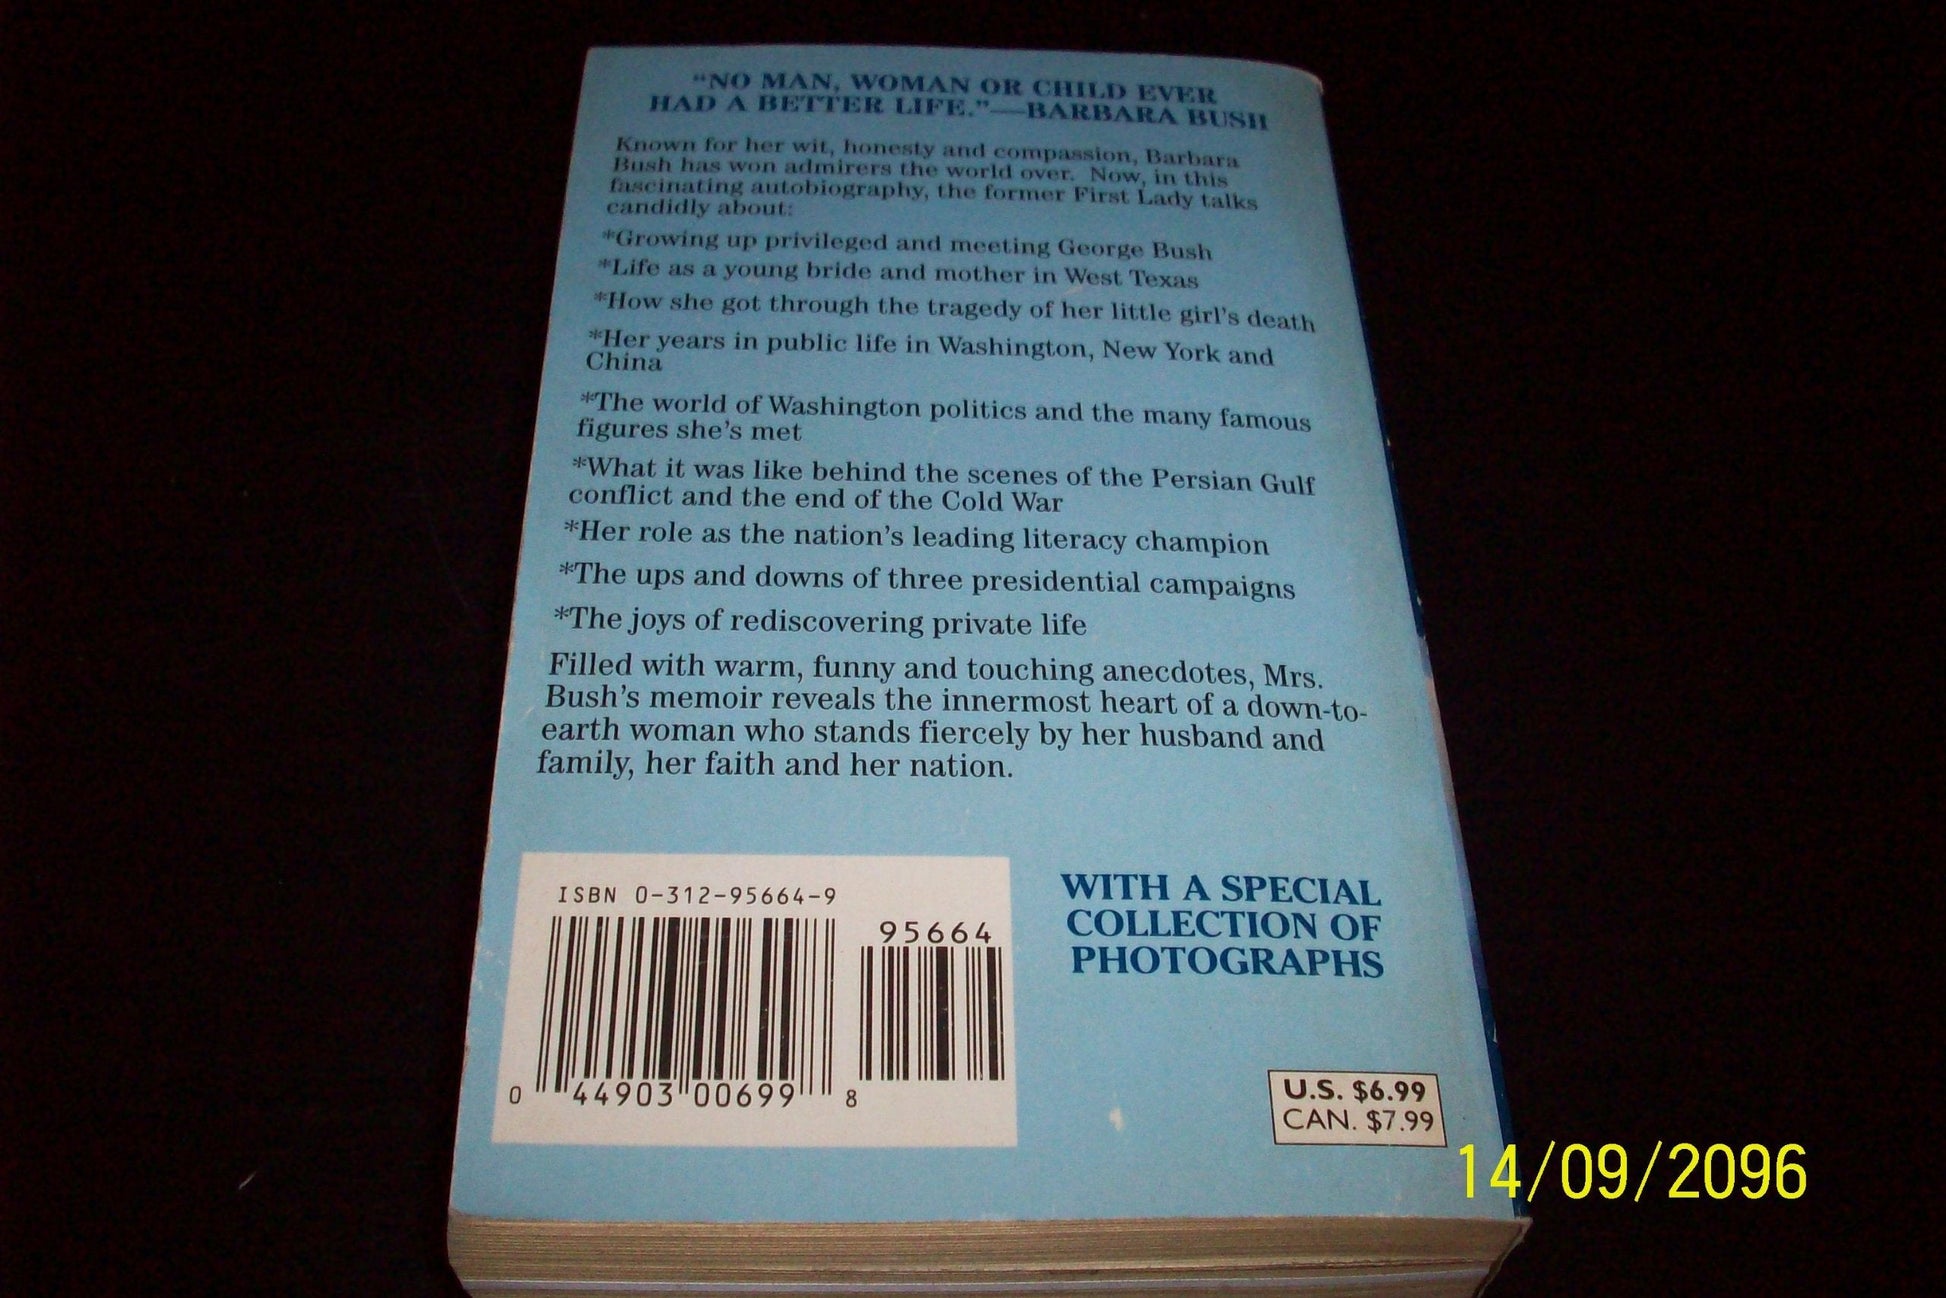 "NO MAN, WOMAN OR CHILD EVER
HAD A BETTER LIFE."—BARBARA BUSH
Known for her wit, honesty and compassion, Barbara
Bush has won admirers the world over. Now, in this
fascinating autobiography, the former First Lady talks
candidly about:
*Growing up privileged and meeting George Bush
*Life as a young bride and mother in West Texas
*How she got through the tragedy of her little girl's death
*Her years in public life in Washington, New York and
China
*The world of Washington politics and the many famous
figures she's met
*What it was like behind the scenes of the Persian Gulf
conflict and the end of the Cold War
*Her role as the nation's leading literacy champion
*The ups and downs of three presidential campaigns
*The joys of rediscovering private life
Filled with warm, funny and touching anecdotes, Mrs.
Bush's memoir reveals the innermost heart of a down-to-
earth woman who stands fiercely by her husband and
family, her faith and her nation.
ISBN 0-312-95664-9
95664
0 44903 00699 8
WITH A SPECIAL
COLLECTION OF
PHOTOGRAPHS
U.S. $6.99
CAN. $7.99
14/09/2096